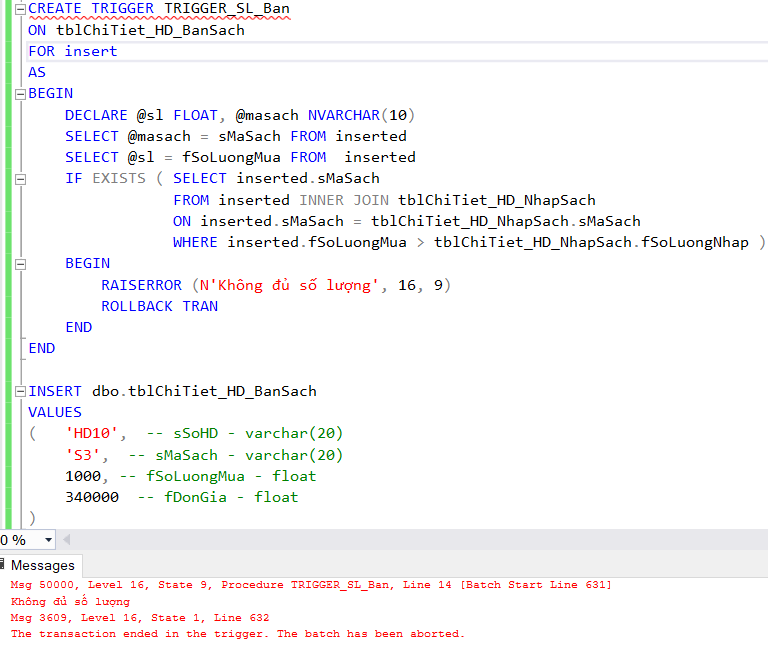 CREATE TRIGGER TRIGGER_SL_Ban
ON tblChiTiet_HD_BanSach
FOR insert
AS
BEGIN
DECLARE @sl FLOAT, @masach NVARCHAR(10)
SELECT @masach = sMaSach FROM inserted
SELECT @sl = fSoLuongMua FROM  inserted
IF EXISTS ( SELECT inserted.sMaSach
FROM inserted INNER JOIN tblChiTiet_HD_NhapSach
ON inserted.sMaSach = tblChiTiet_HD_NhapSach.sMaSach
WHERE inserted.fSoLuongMua > tblChiTiet_HD_NhapSach.fSoLuongNhap )
BEGIN
RAISERROR (N'Không đủ số lượng', 16, 9)
ROLLBACK TRAN
END
END
INSERT dbo.tblChiTiet_HD_BanSach
VALUES
(   'HD10',  -- sSoHD - varchar(20)
'S3',  -- sMaSach - varchar(20)
1000, -- fSoLuongMua - float
340000  -- fDonGia - float
)
0 %
Messages
Msg 50000, Level 16, State 9, Procedure TRIGGER_SL_Ban, Line 14 [Batch Start Line 631]
Không đủ số lượng
Msg 3609, Level 16, State 1, Line 632
The transaction ended in the trigger. The batch has been aborted.